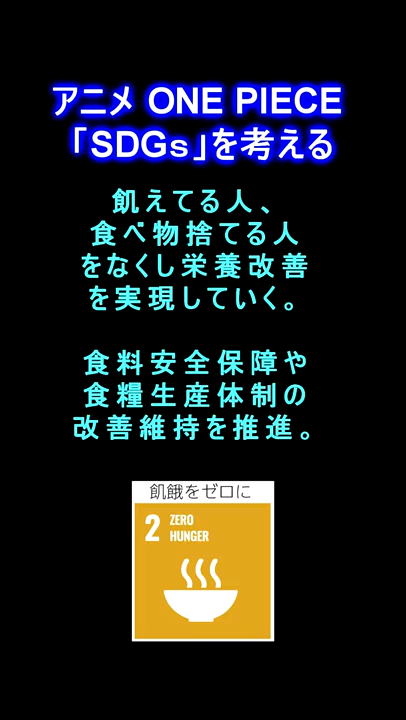 アニメ ONE PIECE
「SDGs」を考える
飢えてる人、
食べ物捨てる人
をなくし栄養改善
を実現していく。
食料安全保障や
食糧生産体制の
改善維持を推進。
飢餓をゼロに
2 ZERO
HUNGER